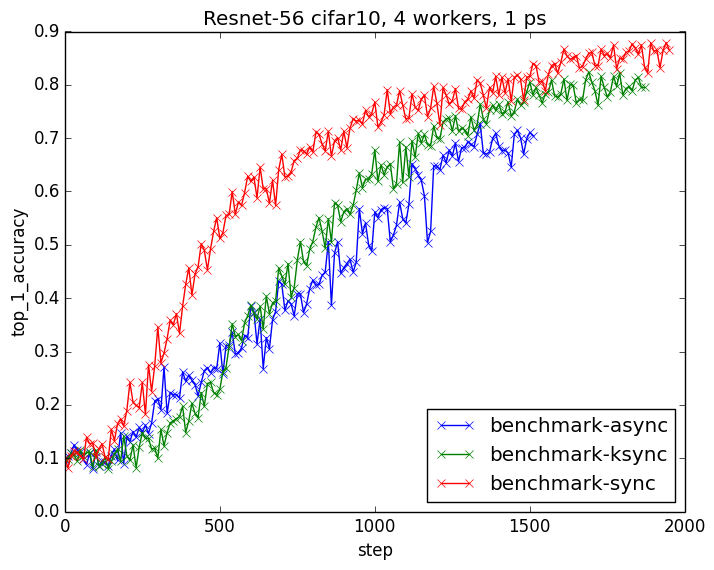 Resnet-56 cifar10, 4 workers, 1 ps
0.9
0.8
0.7
0.6
0.5
0.4
0.3
0.2
0.1
0.0
top_1_accuracy
benchmark-async
benchmark-ksync
benchmark-sync
0 500 1000 1500 2000
step